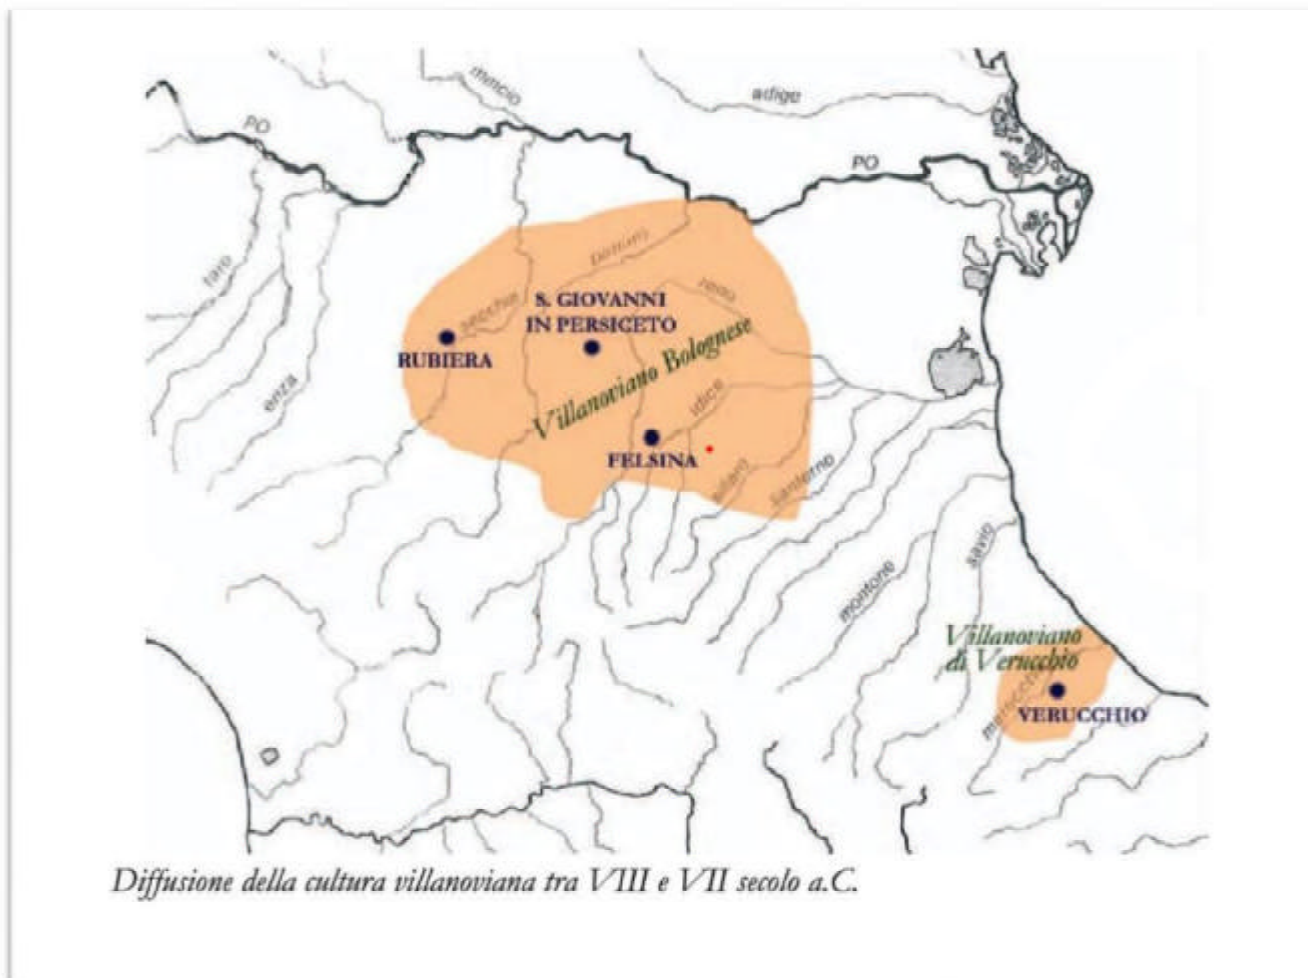 mincio
adige
PO
PO
taro
panaro
reno
secchia
S. GIOVANNI
IN PERSICETO
RUBIERA
Villanoviano Bolognese
enza
idice
FELSINA
sillaro
santerno
savio
montone
Villanoviano
di Verucchio
VERUCCHIO
Diffusione della cultura villanoviana tra VIII e VII secolo a.C.